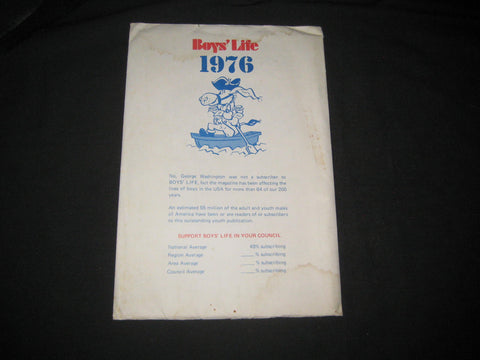 Boys' Life
1976
No, George Washington was not a subscriber to
BOYS' LIFE, but the magazine has been affecting the
lives of boys in the USA for more than 64 of our 200
years.
An estimated 55 million of the adult and youth males
of America have been or are readers of or subscribers
to this outstanding youth publication.
SUPPORT BOYS' LIFE IN YOUR COUNCIL
National Average 43% subscribing
Region Average ____% subscribing
Area Average ____% subscribing
Council Average ____% subscribing